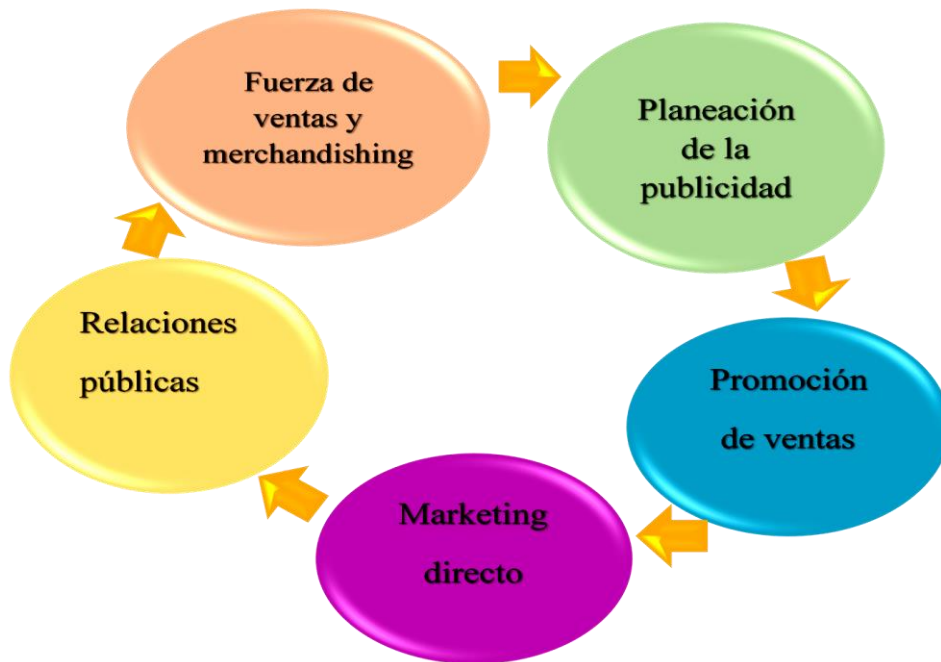 Fuerza de
ventas y
merchandishing
Planeación
de la
publicidad
Promoción
de ventas
Marketing
directo
Relaciones
públicas